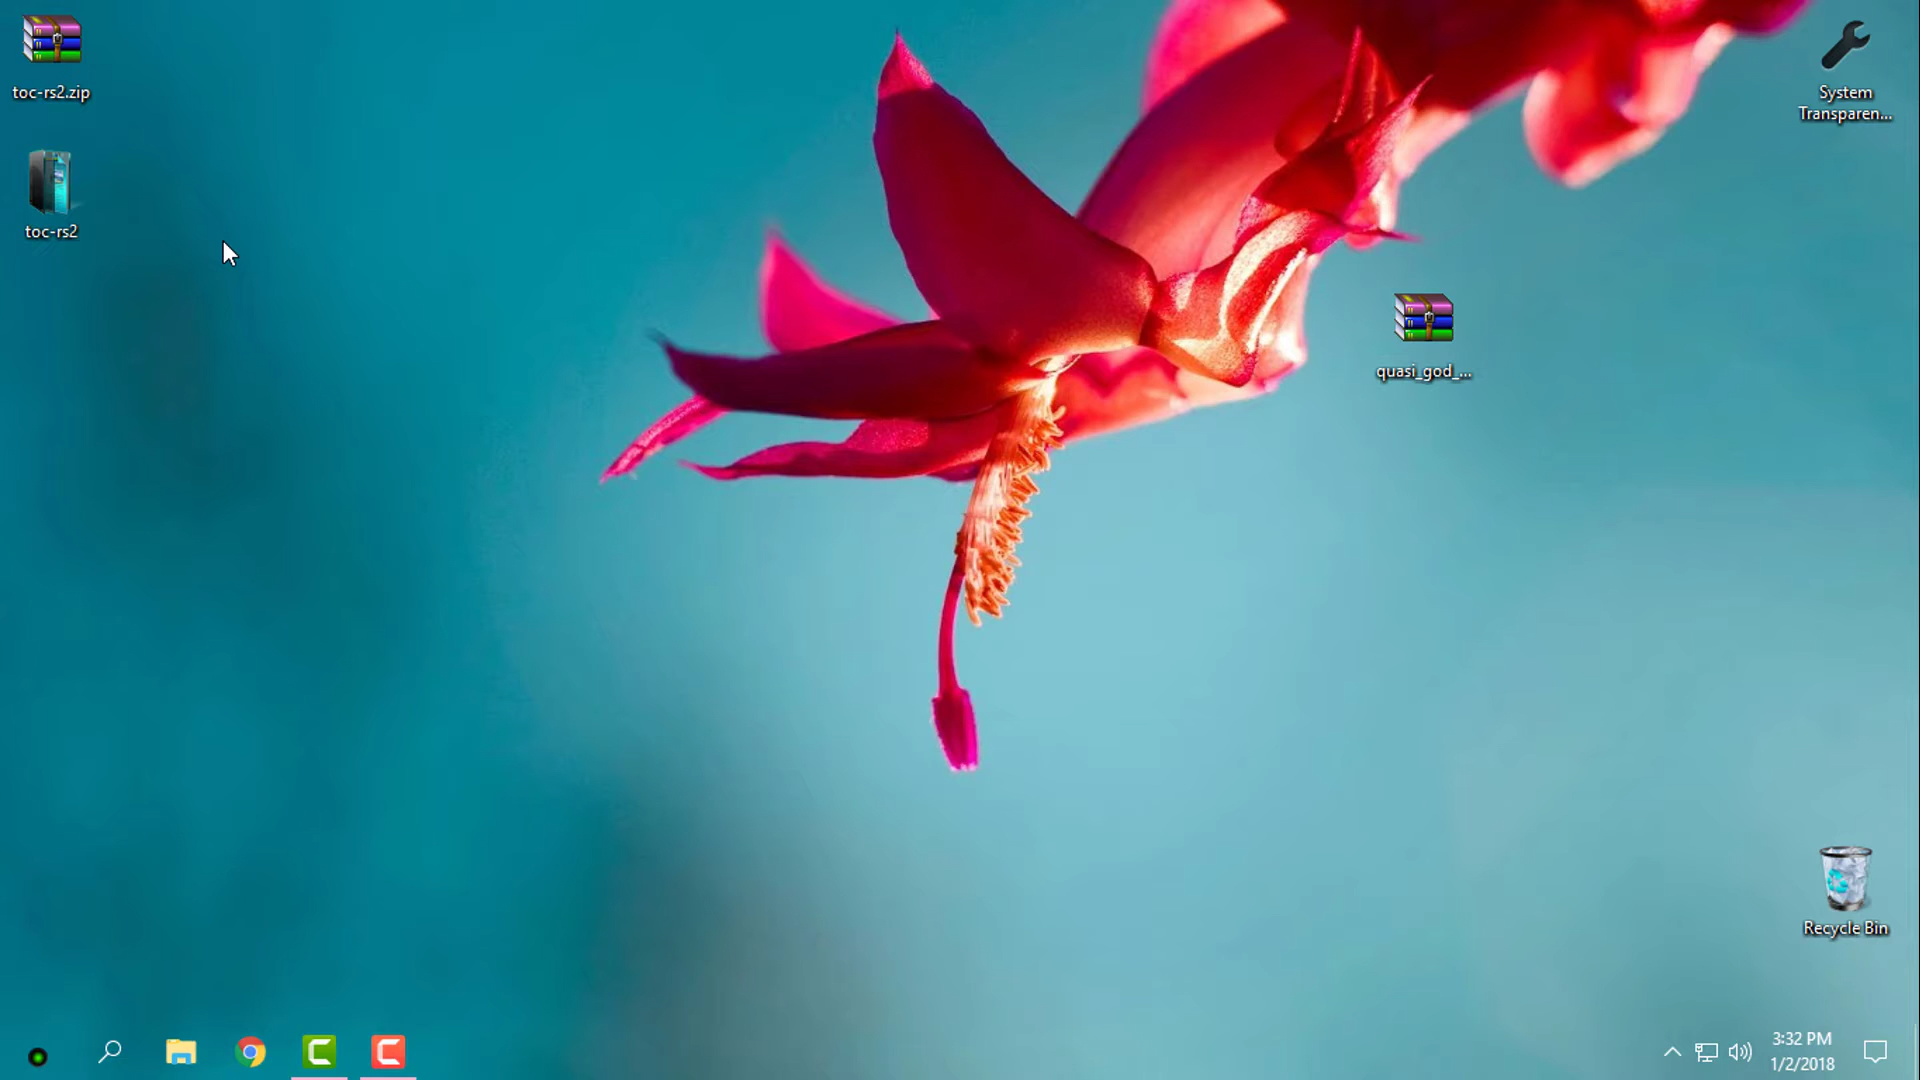 toc-rs2.zip
toc-rs2
System
Transparen...
quasi_god_...
Recycle Bin
3:32 PM
1/2/2018